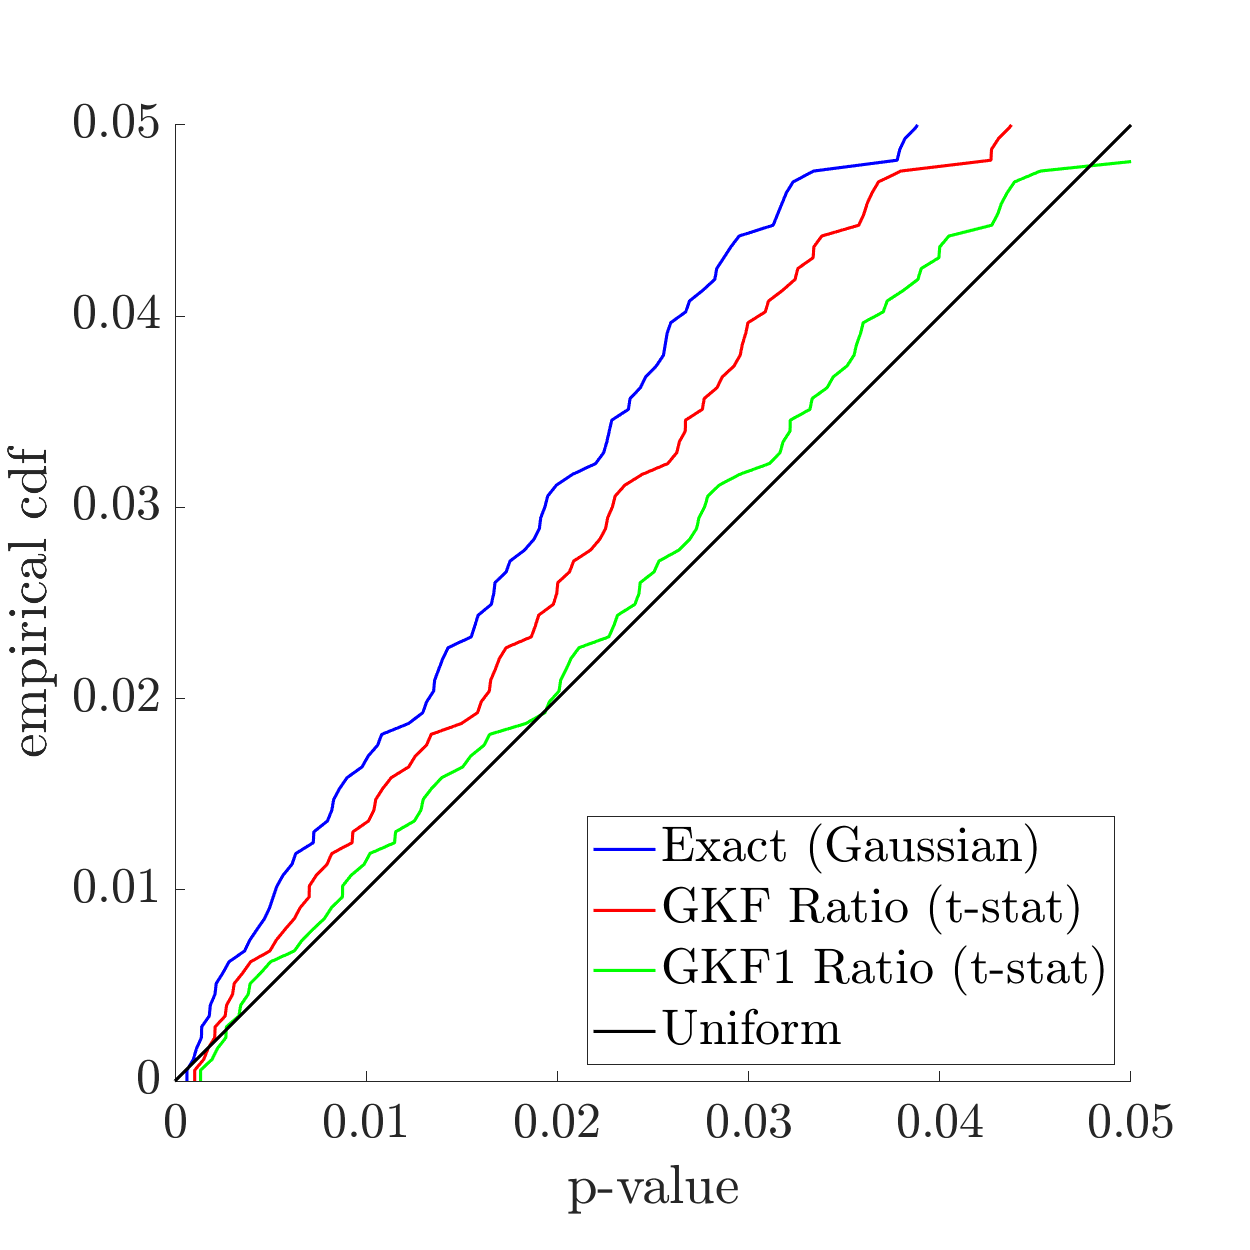 0.05
0.04
0.03
0.02
0.01
0
empirical cdf
Exact (Gaussian)
GKF Ratio (t-stat)
GKF1 Ratio (t-stat)
Uniform
0 0.01 0.02 0.03 0.04 0.05
p-value